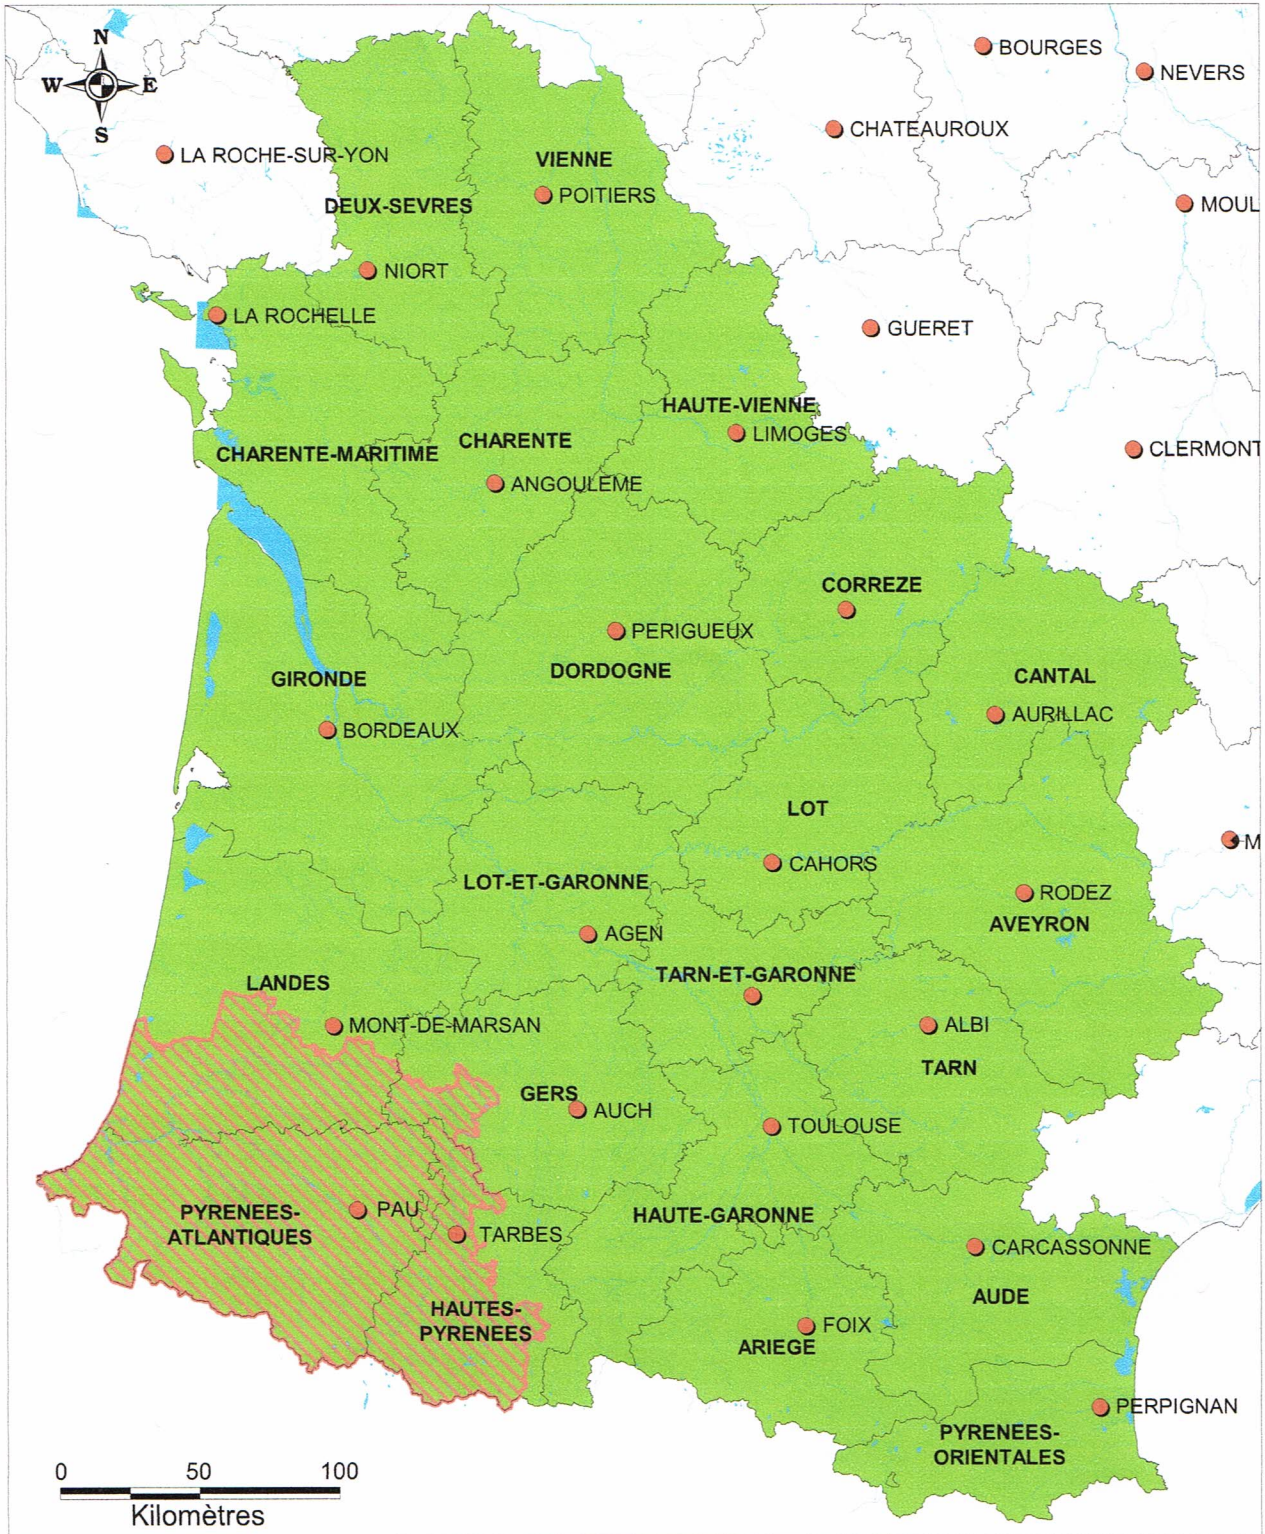 N
W E
S
BOURGES
NEVERS
CHATEAUROUX
LA ROCHE-SUR-YON
VIENNE
POITIERS
DEUX-SEVRES
MOUL
NIORT
LA ROCHELLE
GUERET
HAUTE-VIENNE
LIMOGES
CHARENTE
CHARENTE-MARITIME
CLERMONT
ANGOULEME
CORREZE
PERIGUEUX
DORDOGNE
GIRONDE
CANTAL
AURILLAC
BORDEAUX
LOT
M
CAHORS
LOT-ET-GARONNE
RODEZ
AVEYRON
AGEN
TARN-ET-GARONNE
LANDES
MONT-DE-MARSAN
ALBI
TARN
GERS
AUCH
TOULOUSE
PYRENEES-
ATLANTIQUES
PAU
TARBES
HAUTE-GARONNE
CARCASSONNE
AUDE
HAUTES-
PYRENEES
FOIX
ARIEGE
PERPIGNAN
PYRENEES-
ORIENTALES
0 50 100
Kilomètres